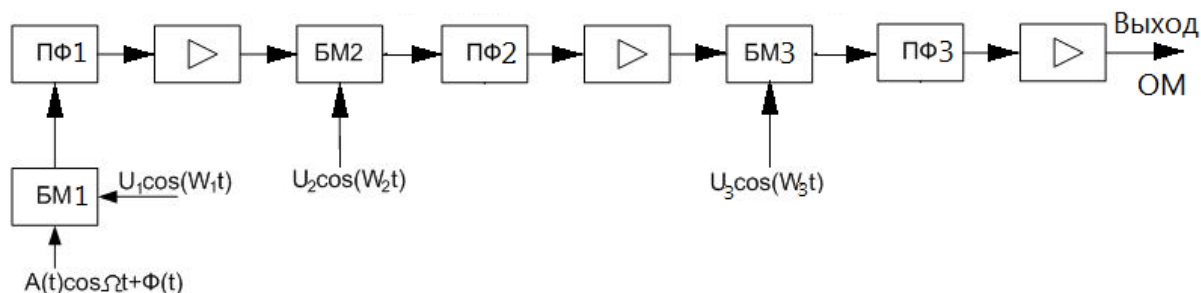 ПФ1
БМ2
ПФ2
БМ3
ПФ3
Выход
ОМ
БМ1
U₁cos(W₁t)
U₂cos(W₂t)
U₃cos(W₃t)
A(t)cosΩt+Φ(t)